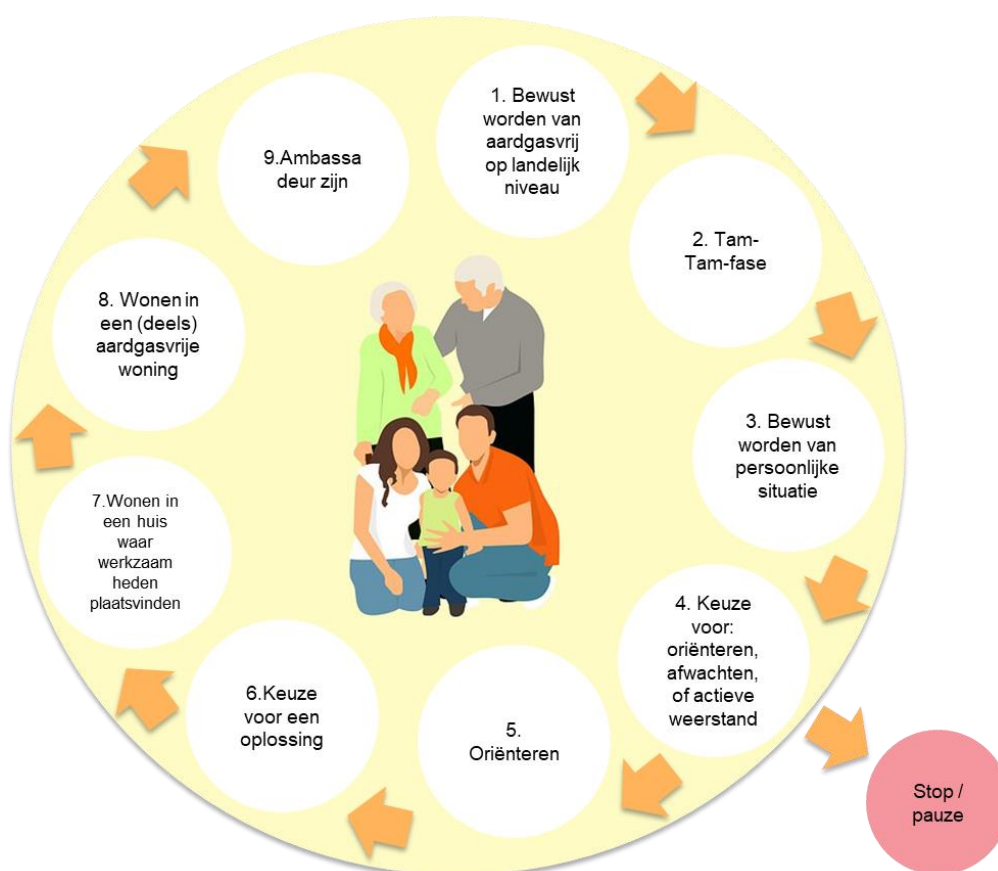 1. Bewust
worden van
aardgasvrij
op landelijk
niveau
2. Tam-
Tam-fase
3. Bewust
worden van
persoonlijke
situatie
4. Keuze
voor:
oriënteren,
afwachten,
of actieve
weerstand
Stop /
pauze
5.
Oriënteren
6.Keuze
voor een
oplossing
7.Wonen in
een huis
waar
werkzaam
heden
plaatsvinden
8. Wonen in
een (deels)
aardgasvrije
woning
9.Ambassa
deur zijn